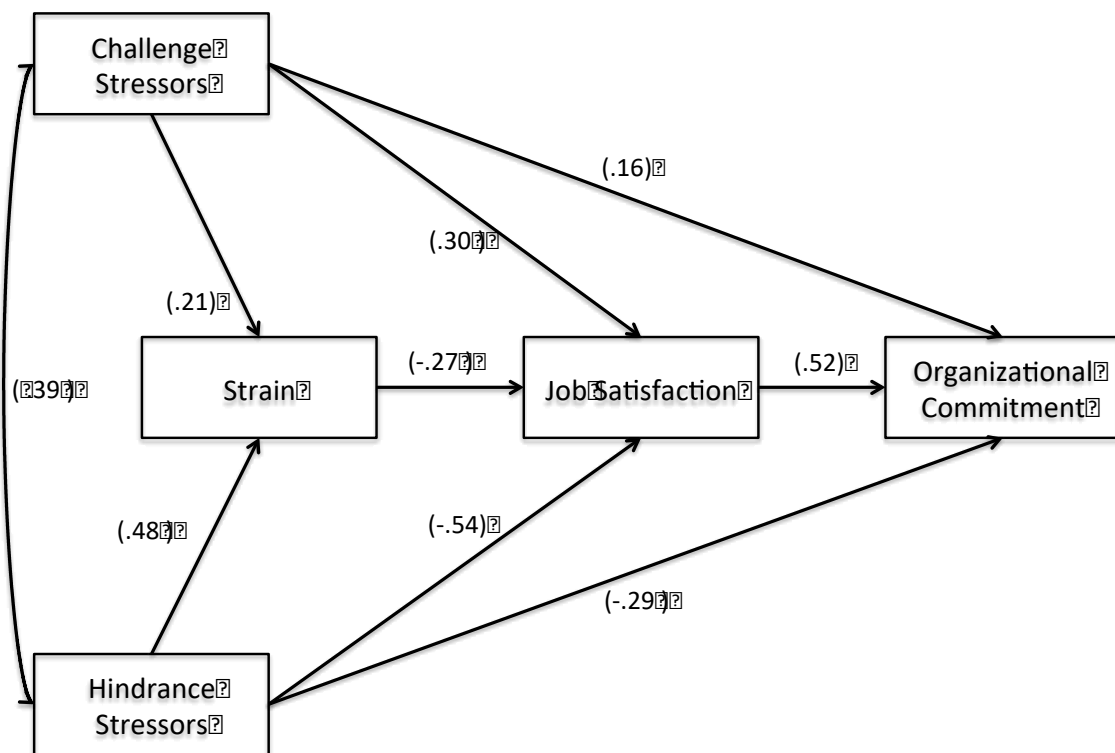 Challenge
Stressors
(.16)
(.30)
(.21)
(-.27)
(.52)
Strain
Job Satisfaction
Organizational
Commitment
(.39)
(.48)
(-.54)
(-.29)
Hindrance
Stressors